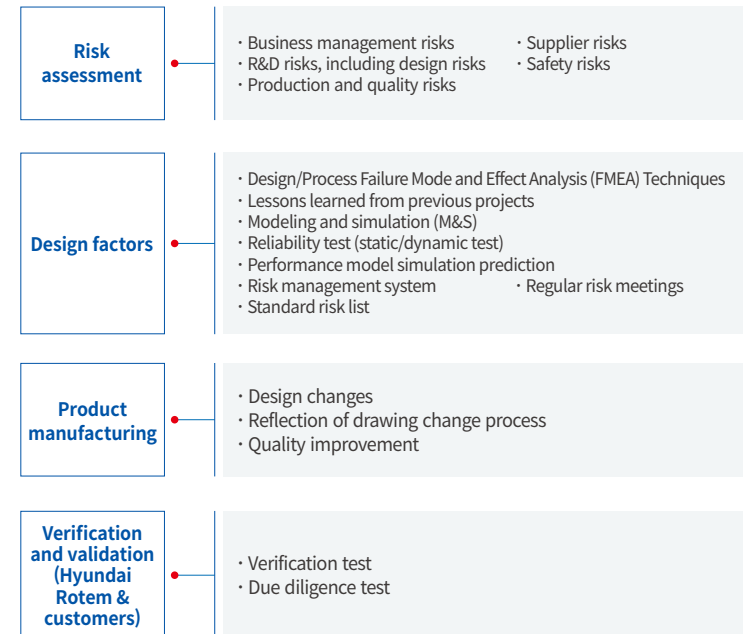 Risk
assessment
· Business management risks
· Supplier risks
· R&D risks, including design risks
· Safety risks
· Production and quality risks
Design factors
· Design/Process Failure Mode and Effect Analysis (FMEA) Techniques
· Lessons learned from previous projects
· Modeling and simulation (M&S)
· Reliability test (static/dynamic test)
· Performance model simulation prediction
· Risk management system
· Regular risk meetings
· Standard risk list
Product
manufacturing
· Design changes
· Reflection of drawing change process
· Quality improvement
Verification
and validation
(Hyundai
Rotem &
customers)
· Verification test
· Due diligence test